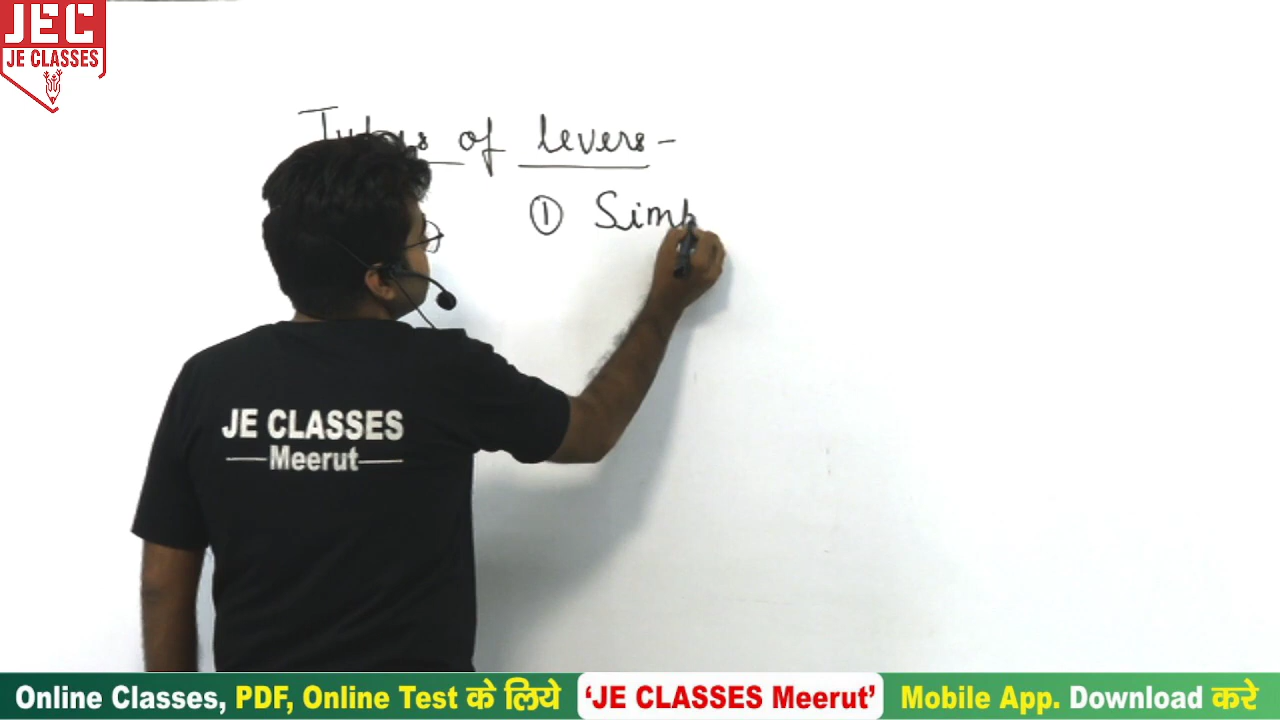 JEC
JE CLASSES
of levers-
① Simp
JE CLASSES
Meerut
Online Classes, PDF, Online Test के लिये 'JE CLASSES Meerut' Mobile App. Download करे